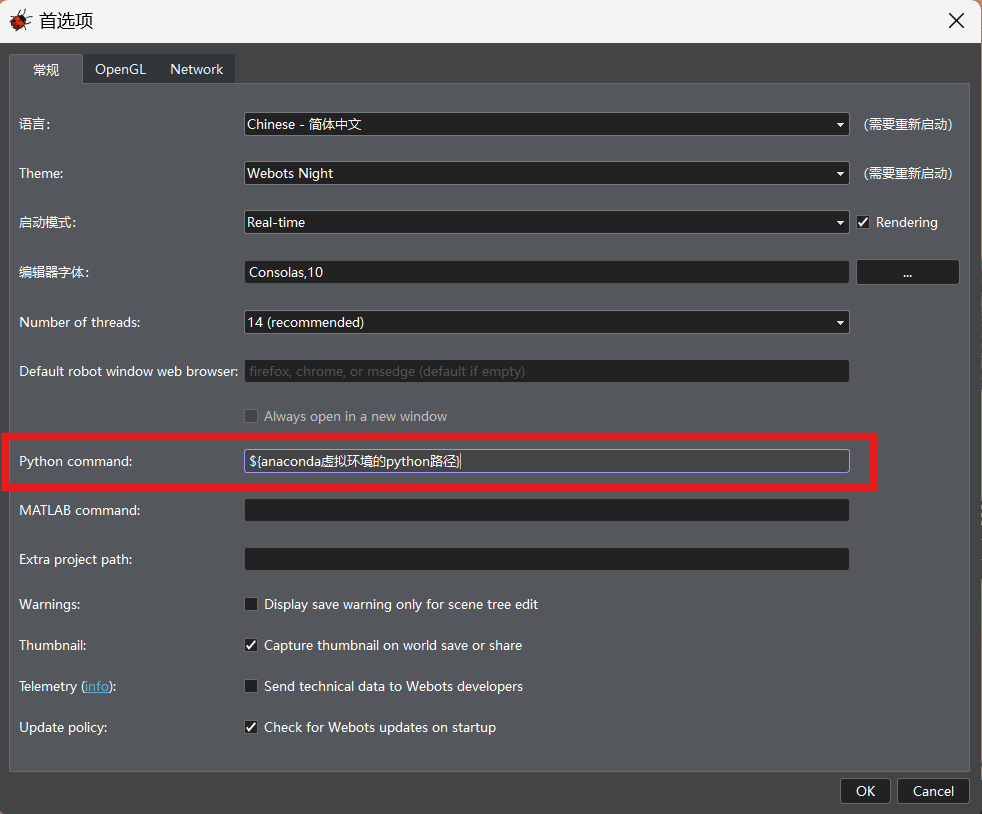 首选项
常规 OpenGL Network
语言: Chinese - 简体中文 (需要重新启动)
Theme: Webots Night (需要重新启动)
启动模式: Real-time Rendering
编辑器字体: Consolas,10 ...
Number of threads: 14 (recommended)
Default robot window web browser: firefox, chrome, or msedge (default if empty)
Always open in a new window
Python command: ${anaconda虚拟环境的python路径}
MATLAB command:
Extra project path:
Warnings: Display save warning only for scene tree edit
Thumbnail: Capture thumbnail on world save or share
Telemetry (info): Send technical data to Webots developers
Update policy: Check for Webots updates on startup
OK Cancel